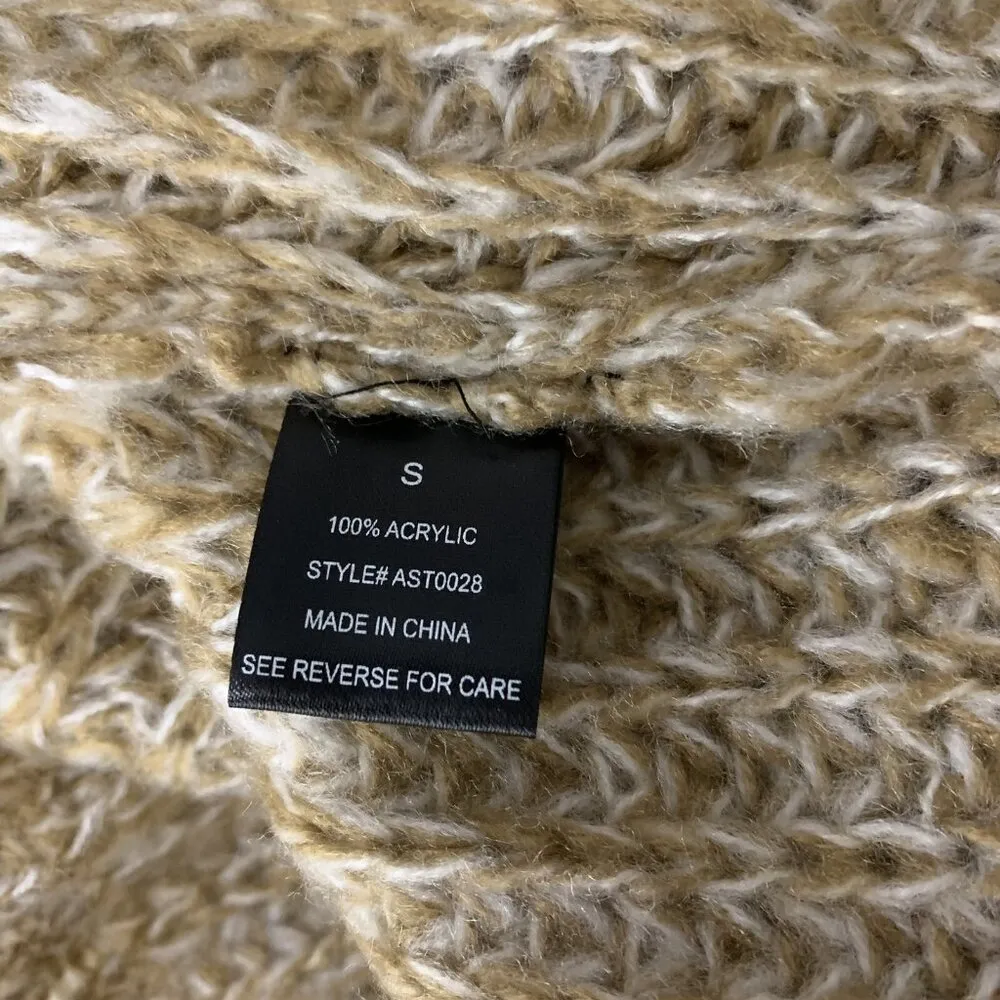 S
100% ACRYLIC
STYLE# AST0028
MADE IN CHINA
SEE REVERSE FOR CARE